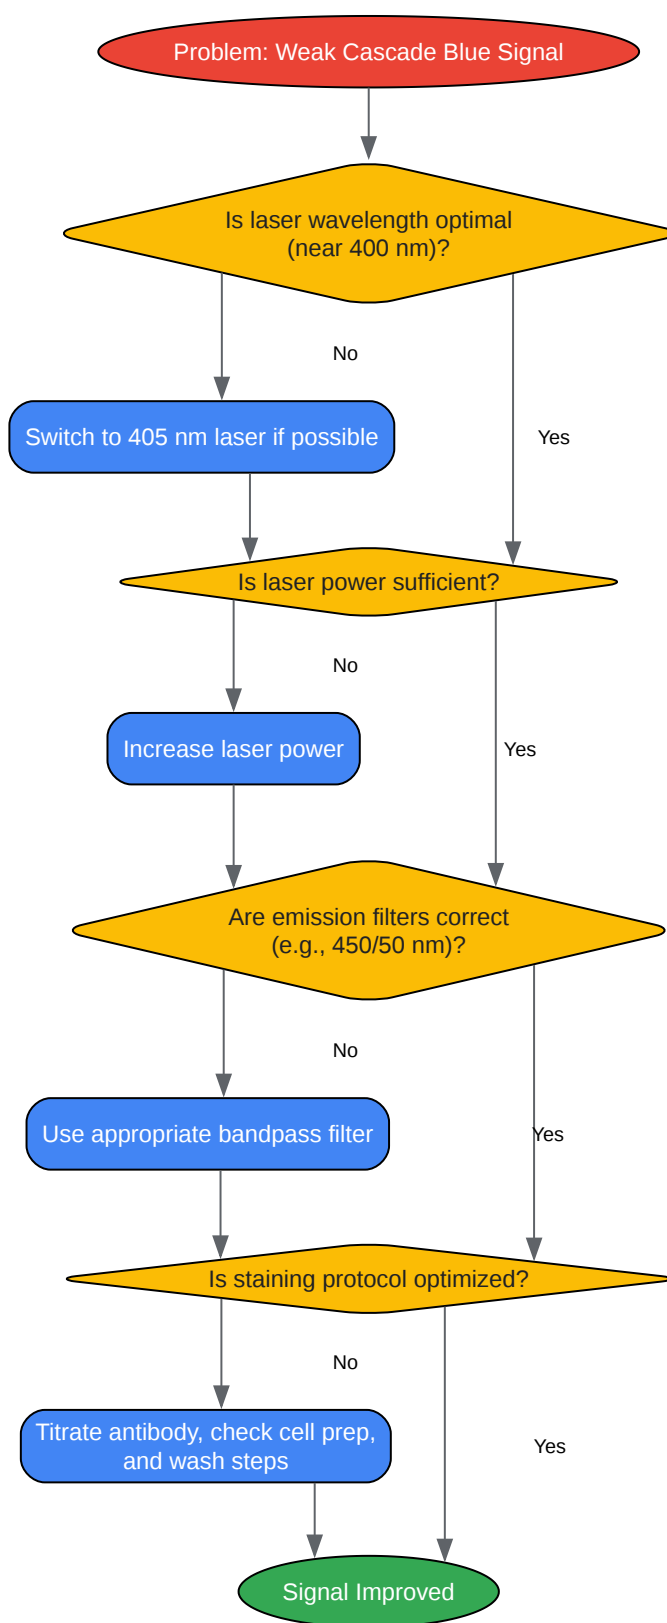 Problem: Weak Cascade Blue Signal
Is laser wavelength optimal
(near 400 nm)?
No
Switch to 405 nm laser if possible
Yes
Is laser power sufficient?
No
Increase laser power
Yes
Are emission filters correct
(e.g., 450/50 nm)?
No
Use appropriate bandpass filter
Yes
Is staining protocol optimized?
No
Titrate antibody, check cell prep,
and wash steps
Yes
Signal Improved